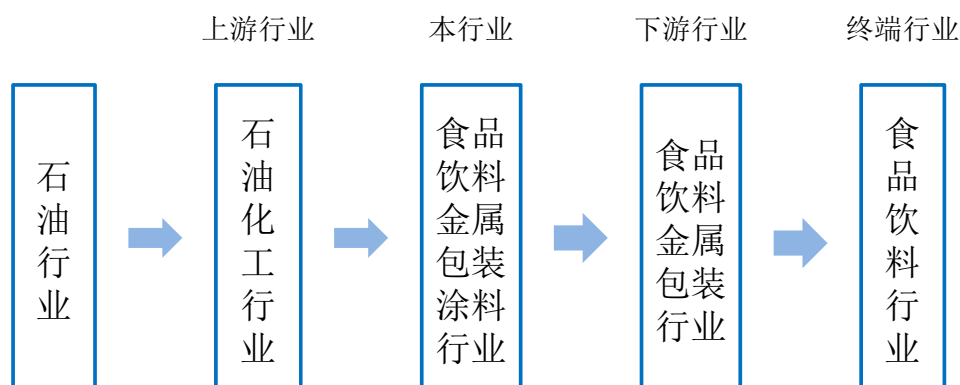 上游行业
本行业
下游行业
终端行业
石
油
行
业
石
油
化
工
行
业
食品
饮料
金属
包装
涂料
行业
食品
饮料
金属
包装
行业
食
品
饮
料
行
业